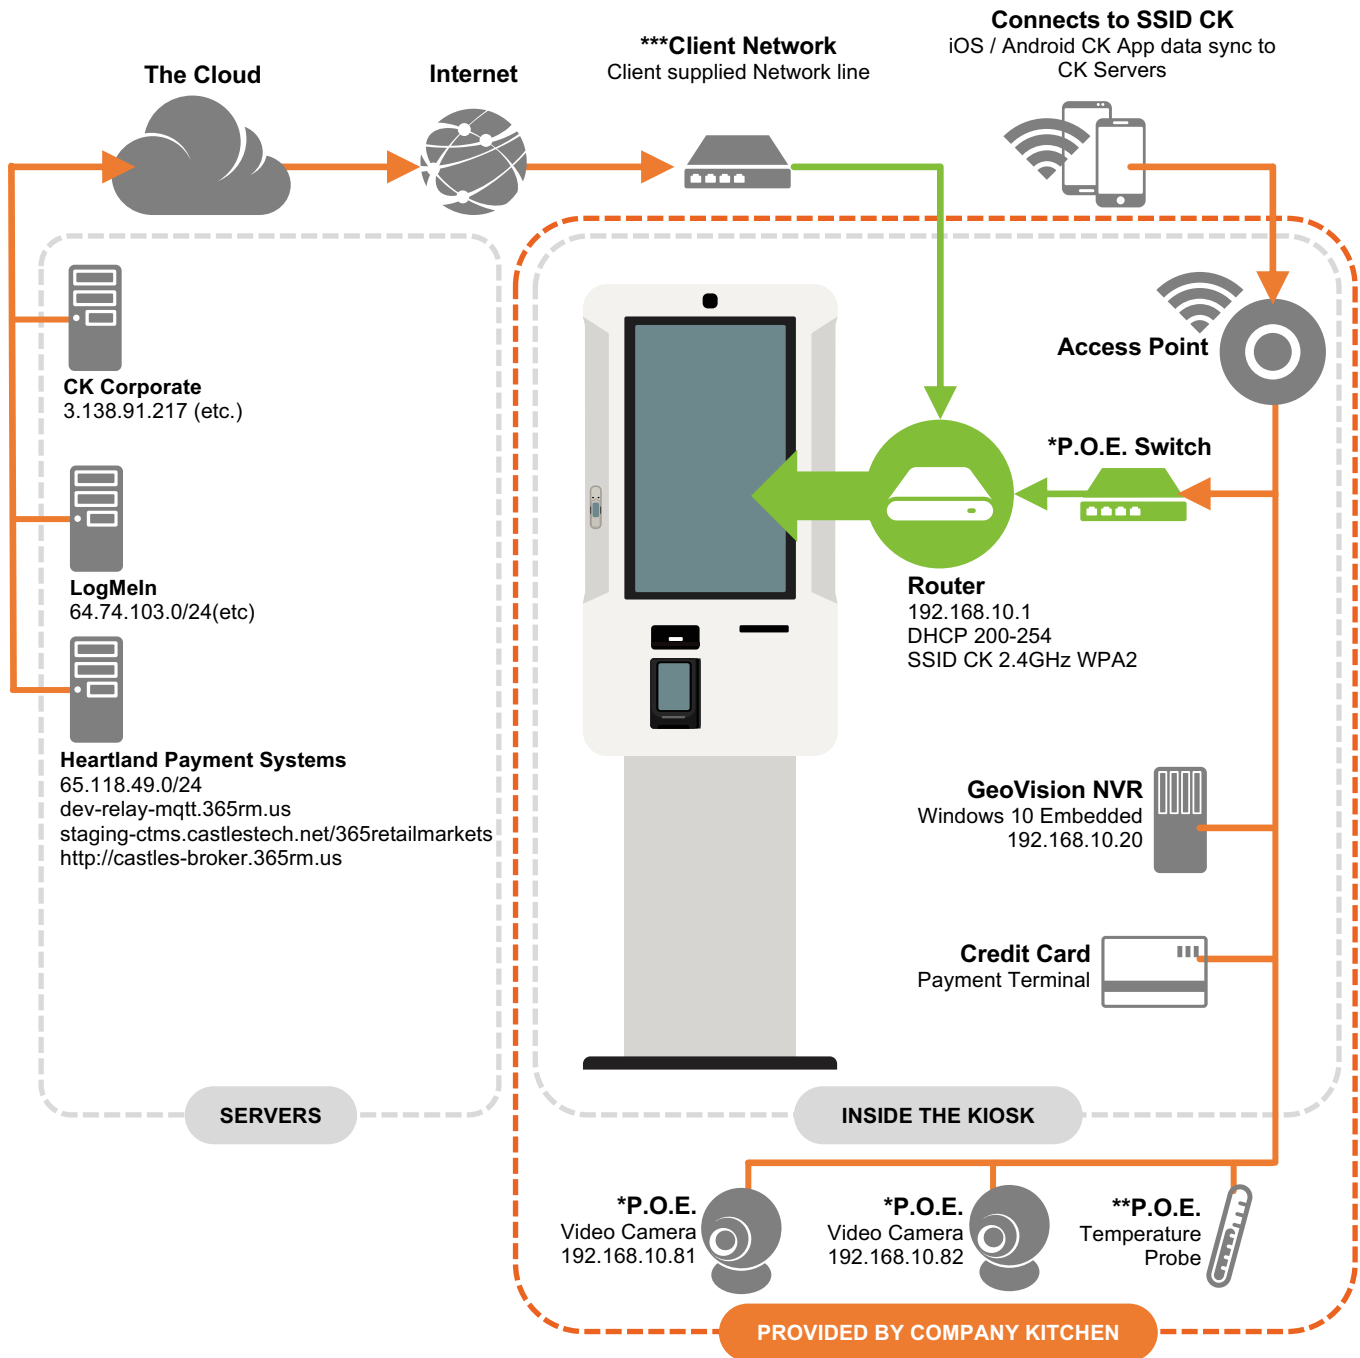 Connects to SSID CK
iOS / Android CK App data sync to
CK Servers
***Client Network
Client supplied Network line
The Cloud
Internet
CK Corporate
3.138.91.217 (etc.)
LogMeIn
64.74.103.0/24(etc)
Heartland Payment Systems
65.118.49.0/24
dev-relay-mqtt.365rm.us
staging-ctms.castlestech.net/365retailmarkets
http://castles-broker.365rm.us
SERVERS
Access Point
*P.O.E. Switch
Router
192.168.10.1
DHCP 200-254
SSID CK 2.4GHz WPA2
GeoVision NVR
Windows 10 Embedded
192.168.10.20
Credit Card
Payment Terminal
INSIDE THE KIOSK
*P.O.E.
Video Camera
192.168.10.81
*P.O.E.
Video Camera
192.168.10.82
**P.O.E.
Temperature
Probe
PROVIDED BY COMPANY KITCHEN